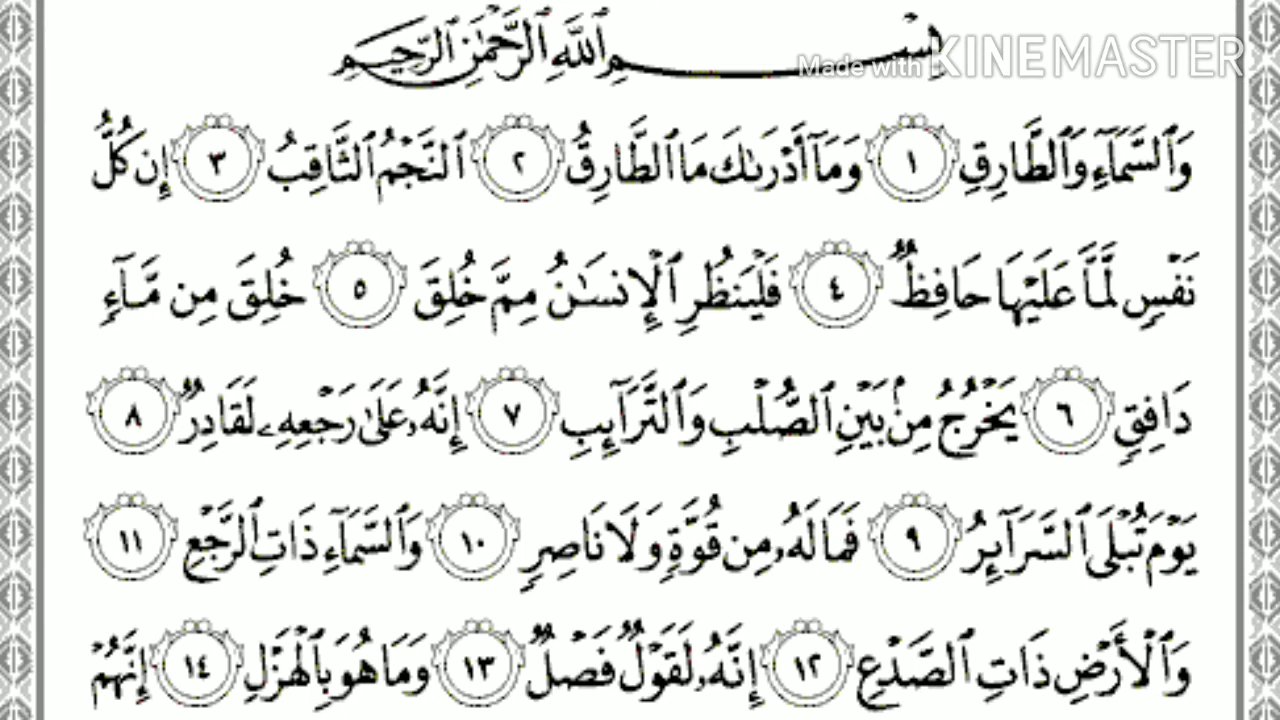 بِسْمِ ٱللَّهِ ٱلرَّحْمَٰنِ ٱلرَّحِيمِ
Made with KINEMASTER
وَٱلسَّمَآءِ وَٱلطَّارِقِ ١ وَمَآ أَدْرَىٰكَ مَا ٱلطَّارِقُ ٢ ٱلنَّجْمُ ٱلثَّاقِبُ ٣ إِن كُلُّ
نَفْسٍ لَّمَّا عَلَيْهَا حَافِظٌ ٤ فَلْيَنظُرِ ٱلْإِنسَٰنُ مِمَّ خُلِقَ ٥ خُلِقَ مِن مَّآءٍ
دَافِقٍ ٦ يَخْرُجُ مِنۢ بَيْنِ ٱلصُّلْبِ وَٱلتَّرَآئِبِ ٧ إِنَّهُۥ عَلَىٰ رَجْعِهِۦ لَقَادِرٌ ٨
يَوْمَ تُبْلَى ٱلسَّرَآئِرُ ٩ فَمَا لَهُۥ مِن قُوَّةٍ وَلَا نَاصِرٍ ١٠ وَٱلسَّمَآءِ ذَاتِ ٱلرَّجْعِ ١١
وَٱلْأَرْضِ ذَاتِ ٱلصَّدْعِ ١٢ إِنَّهُۥ لَقَوْلٌ فَصْلٌ ١٣ وَمَا هُوَ بِٱلْهَزْلِ ١٤ إِنَّهُمْ